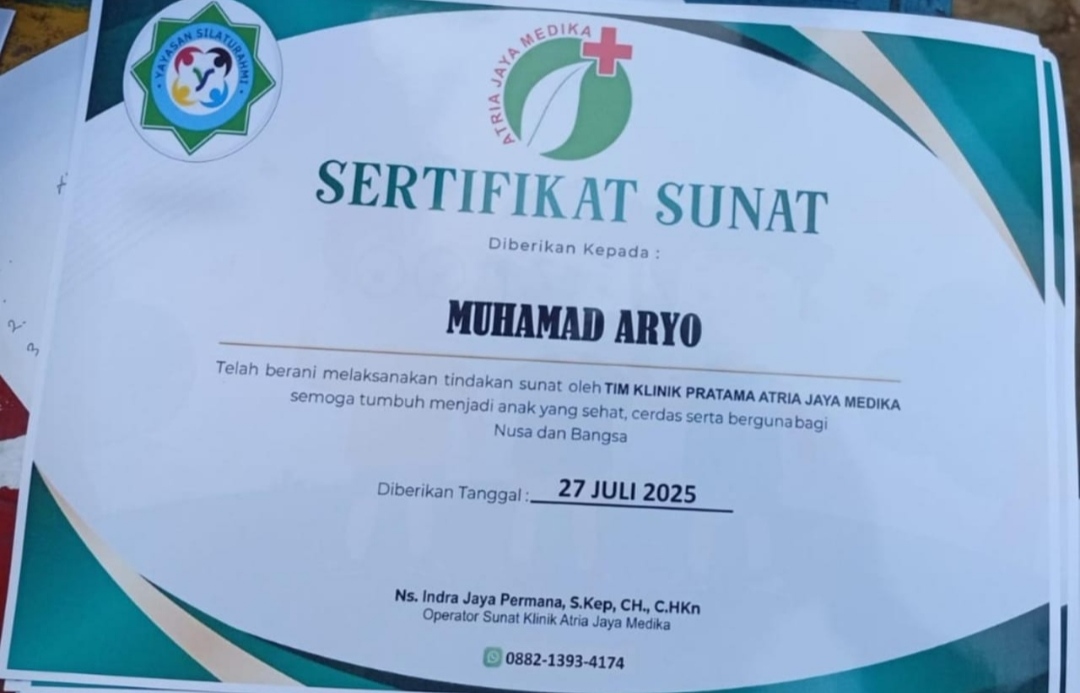 YAYASAN SILATURAHMI
ATRIA JAYA MEDIKA
SERTIFIKAT SUNAT
Diberikan Kepada :
MUHAMAD ARYO
Telah berani melaksanakan tindakan sunat oleh TIM KLINIK PRATAMA ATRIA JAYA MEDIKA
semoga tumbuh menjadi anak yang sehat, cerdas serta berguna bagi
Nusa dan Bangsa
Diberikan Tanggal : 27 JULI 2025
Ns. Indra Jaya Permana, S.Kep, CH., C.HKn
Operator Sunat Klinik Atria Jaya Medika
0882-1393-4174